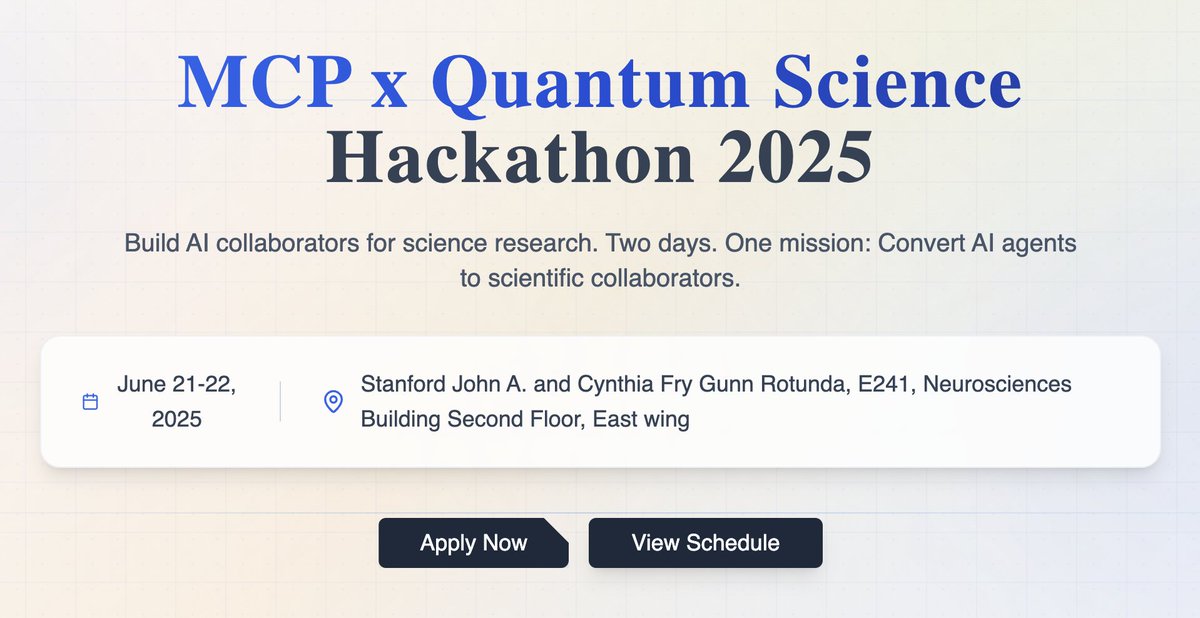 MCP x Quantum Science
Hackathon 2025
Build AI collaborators for science research. Two days. One mission: Convert AI agents
to scientific collaborators.
June 21-22,
2025
Stanford John A. and Cynthia Fry Gunn Rotunda, E241, Neurosciences
Building Second Floor, East wing
Apply Now
View Schedule